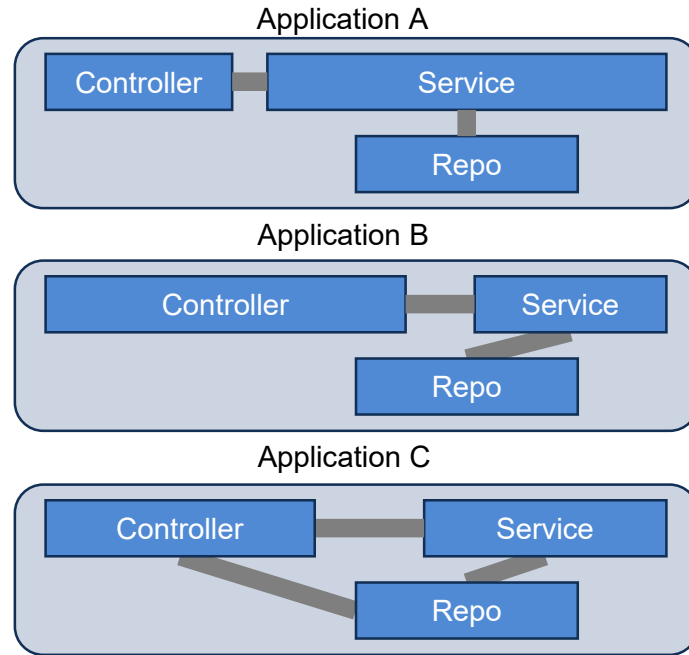 Application A
Controller
Service
Repo
Application B
Controller
Service
Repo
Application C
Controller
Service
Repo